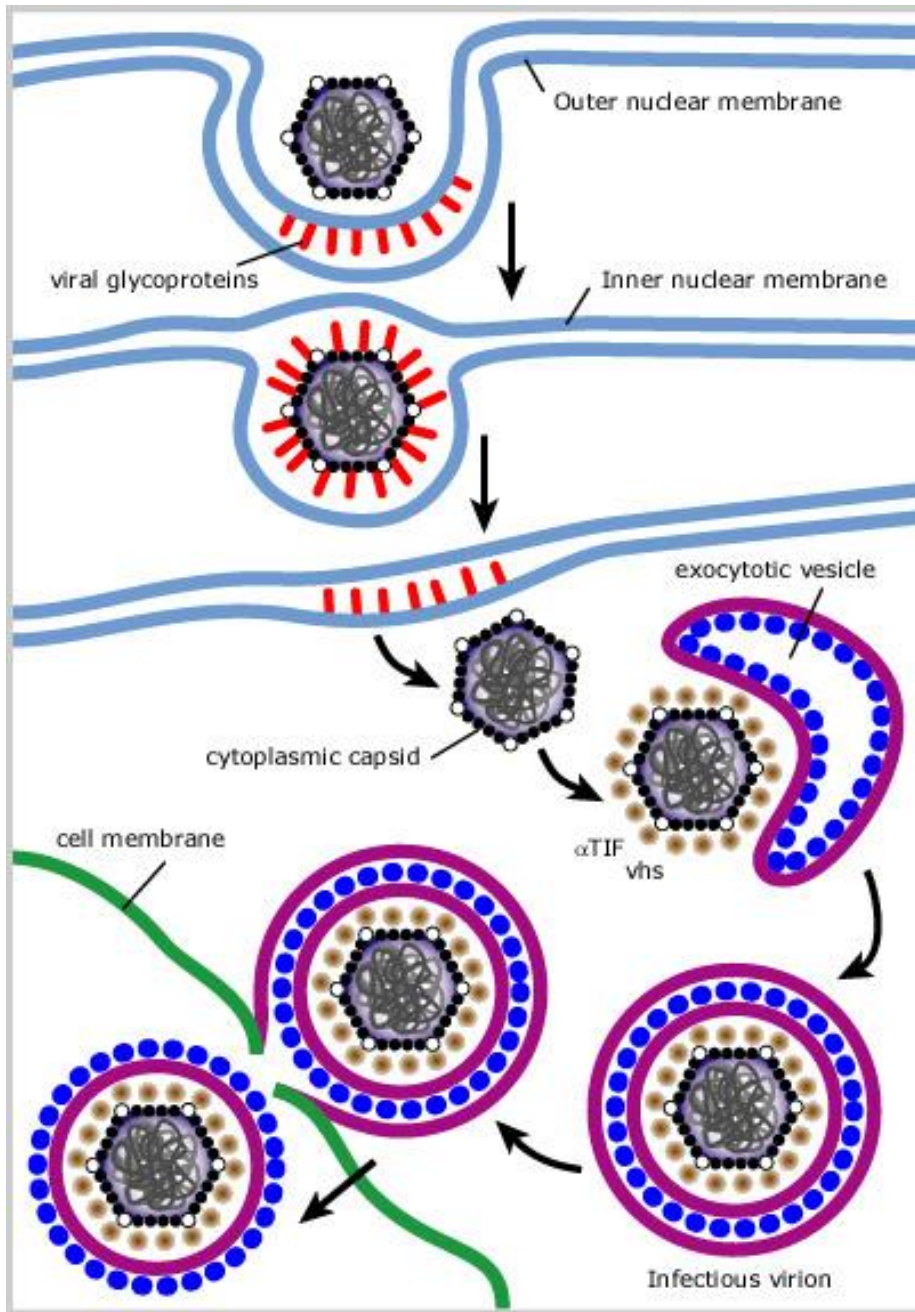 Outer nuclear membrane
viral glycoproteins
Inner nuclear membrane
exocytotic vesicle
cytoplasmic capsid
cell membrane
αTIF
vhs
Infectious virion